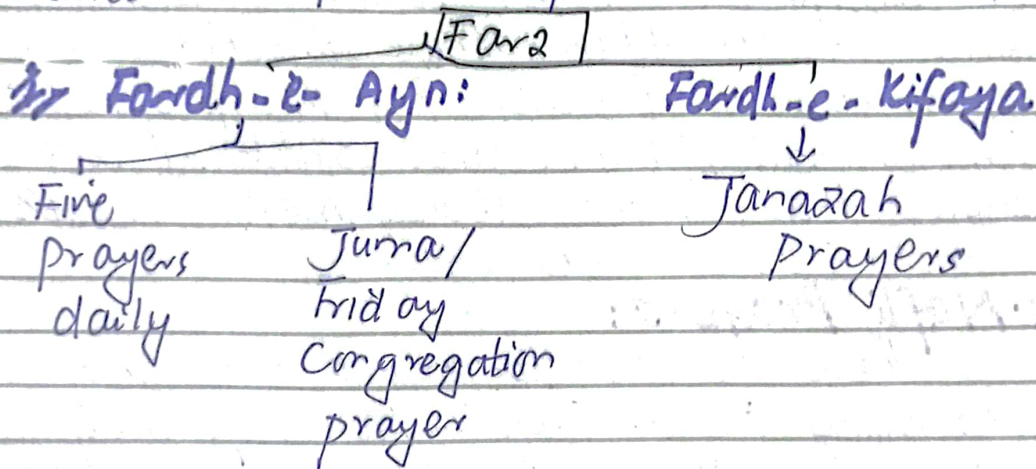 Farz
Fardh-e-Ayn: Fardh-e-Kifaya
Five
prayers
daily
Juma/
Friday
Congregation
prayer
Janazah
Prayers